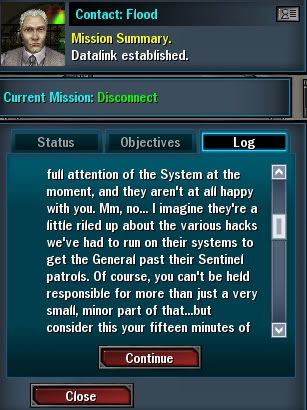 Contact: Flood
Mission Summary.
Datalink established.
Current Mission: Disconnect
Status
Objectives
Log
full attention of the System at the
moment, and they aren't at all happy
with you. Mm, no... I imagine they're a
little riled up about the various hacks
we've had to run on their systems to
get the General past their Sentinel
patrols. Of course, you can't be held
responsible for more than just a very
small, minor part of that...but
consider this your fifteen minutes of
Continue
Close